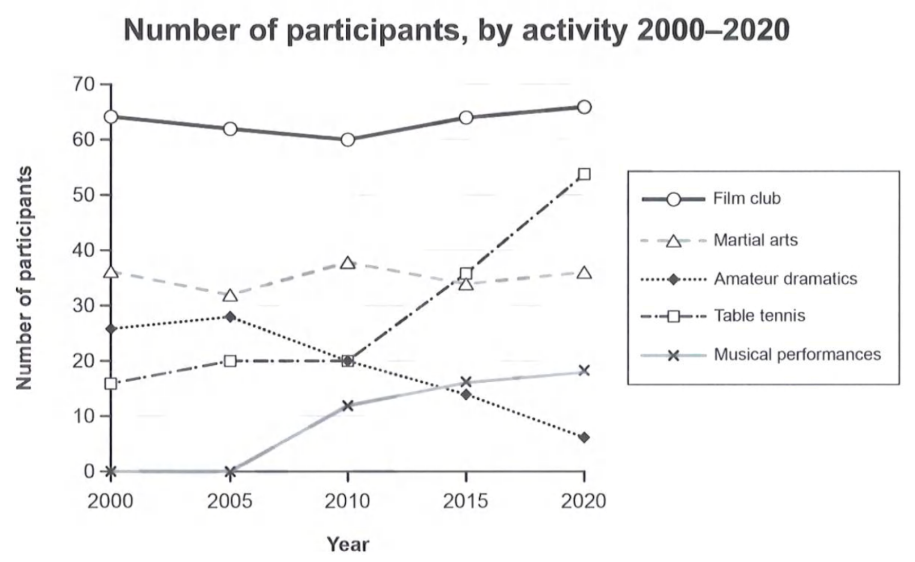 Number of participants, by activity 2000–2020
Number of participants
70
60
50
40
30
20
10
0
2000 2005 2010 2015 2020
Year
Film club
Martial arts
Amateur dramatics
Table tennis
Musical performances